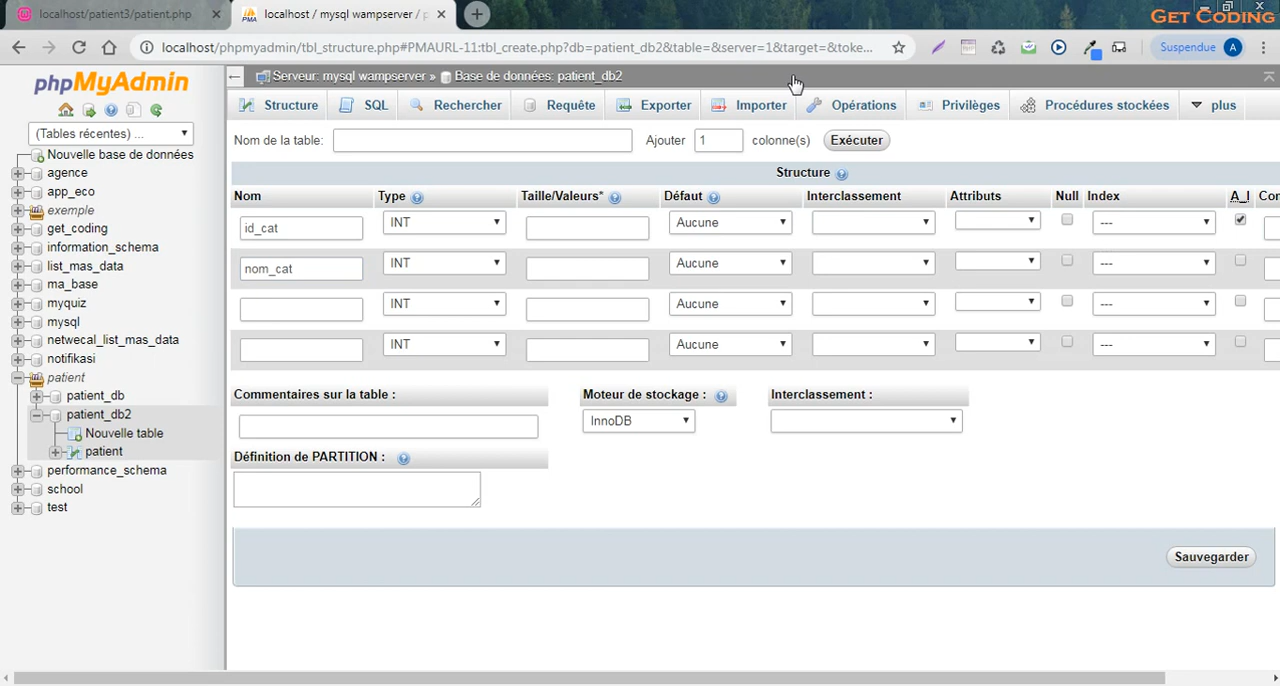 GET CODING
localhost/patient3/patient.php
localhost / mysql wampserver / p
localhost/phpmyadmin/tbl_structure.php#PMAURL-11:tbl_create.php?db=patient_db2&table=&server=1&target=&toke...
Suspendue A
phpMyAdmin
(Tables récentes) ...
Nouvelle base de données
agence
app_eco
exemple
get_coding
information_schema
list_mas_data
ma_base
myquiz
mysql
netwecal_list_mas_data
notifikasi
patient
patient_db
patient_db2
Nouvelle table
patient
performance_schema
school
test
Serveur: mysql wampserver » Base de données: patient_db2
Structure SQL Rechercher Requête Exporter Importer Opérations Privilèges Procédures stockées plus
Nom de la table: Ajouter 1 colonne(s) Exécuter
Structure
Nom Type Taille/Valeurs* Défaut Interclassement Attributs Null Index A_I Con
id_cat INT Aucune ---
nom_cat INT Aucune ---
INT Aucune ---
INT Aucune ---
Commentaires sur la table : Moteur de stockage : Interclassement :
InnoDB
Définition de PARTITION :
Sauvegarder